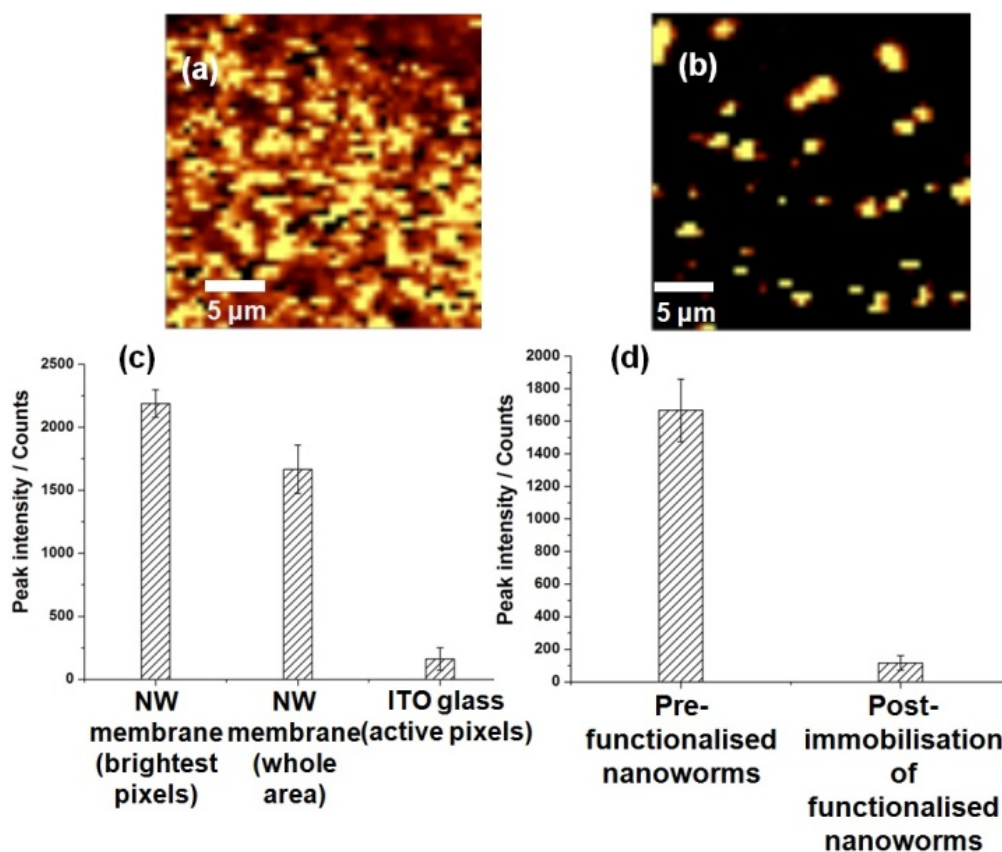 (a)
5 µm
(b)
5 µm
(c)
Peak intensity / Counts
2500
2000
1500
1000
500
0
NW
membrane
(brightest
pixels)
NW
membrane
(whole
area)
ITO glass
(active pixels)
(d)
Peak intensity / Counts
2000
1800
1600
1400
1200
1000
800
600
400
200
0
Pre-
functionalised
nanoworms
Post-
immobilisation
of
functionalised
nanoworms